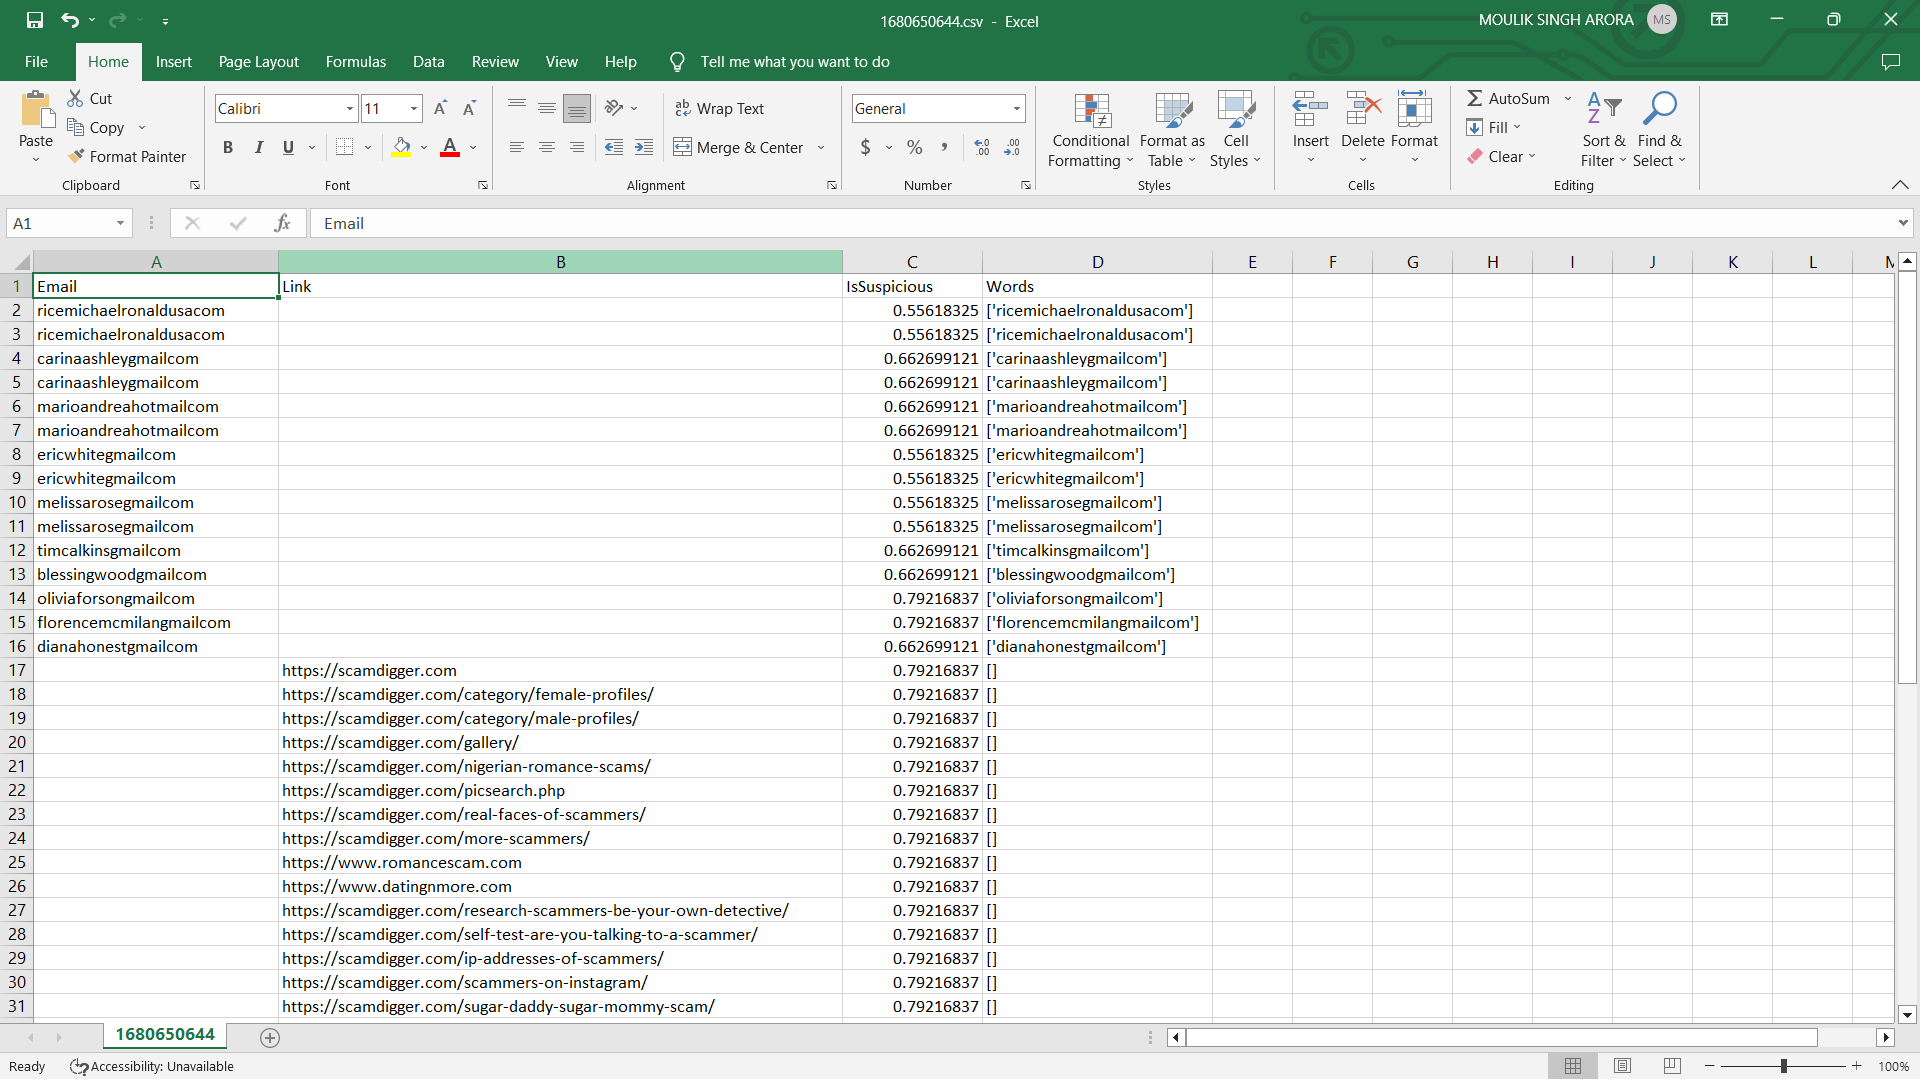 1680650644.csv - Excel
MOULIK SINGH ARORA MS
File Home Insert Page Layout Formulas Data Review View Help Tell me what you want to do
Paste
Cut
Copy
Format Painter
Clipboard
Calibri 11 A A
B I U A
Font
ab Wrap Text
Merge & Center
Alignment
General
$ % , .00 .00
Number
Conditional Formatting
Format as Table
Cell Styles
Styles
Insert Delete Format
Cells
AutoSum
Fill
Clear
Sort & Filter
Find & Select
Editing
A1 fx Email
A B C D E F G H I J K L M
1 Email Link IsSuspicious Words
2 ricemichaelronaldusacom 0.55618325 ['ricemichaelronaldusacom']
3 ricemichaelronaldusacom 0.55618325 ['ricemichaelronaldusacom']
4 carinaashleygmailcom 0.662699121 ['carinaashleygmailcom']
5 carinaashleygmailcom 0.662699121 ['carinaashleygmailcom']
6 marioandreahotmailcom 0.662699121 ['marioandreahotmailcom']
7 marioandreahotmailcom 0.662699121 ['marioandreahotmailcom']
8 ericwhitegmailcom 0.55618325 ['ericwhitegmailcom']
9 ericwhitegmailcom 0.55618325 ['ericwhitegmailcom']
10 melissarosegmailcom 0.55618325 ['melissarosegmailcom']
11 melissarosegmailcom 0.55618325 ['melissarosegmailcom']
12 timcalkinsgmailcom 0.662699121 ['timcalkinsgmailcom']
13 blessingwoodgmailcom 0.662699121 ['blessingwoodgmailcom']
14 oliviaforsongmailcom 0.79216837 ['oliviaforsongmailcom']
15 florencemcmilangmailcom 0.79216837 ['florencemcmilangmailcom']
16 dianahonestgmailcom 0.662699121 ['dianahonestgmailcom']
17 https://scamdigger.com 0.79216837 []
18 https://scamdigger.com/category/female-profiles/ 0.79216837 []
19 https://scamdigger.com/category/male-profiles/ 0.79216837 []
20 https://scamdigger.com/gallery/ 0.79216837 []
21 https://scamdigger.com/nigerian-romance-scams/ 0.79216837 []
22 https://scamdigger.com/picsearch.php 0.79216837 []
23 https://scamdigger.com/real-faces-of-scammers/ 0.79216837 []
24 https://scamdigger.com/more-scammers/ 0.79216837 []
25 https://www.romancescam.com 0.79216837 []
26 https://www.datingnmore.com 0.79216837 []
27 https://scamdigger.com/research-scammers-be-your-own-detective/ 0.79216837 []
28 https://scamdigger.com/self-test-are-you-talking-to-a-scammer/ 0.79216837 []
29 https://scamdigger.com/ip-addresses-of-scammers/ 0.79216837 []
30 https://scamdigger.com/scammers-on-instagram/ 0.79216837 []
31 https://scamdigger.com/sugar-daddy-sugar-mommy-scam/ 0.79216837 []
1680650644
Ready Accessibility: Unavailable 100%